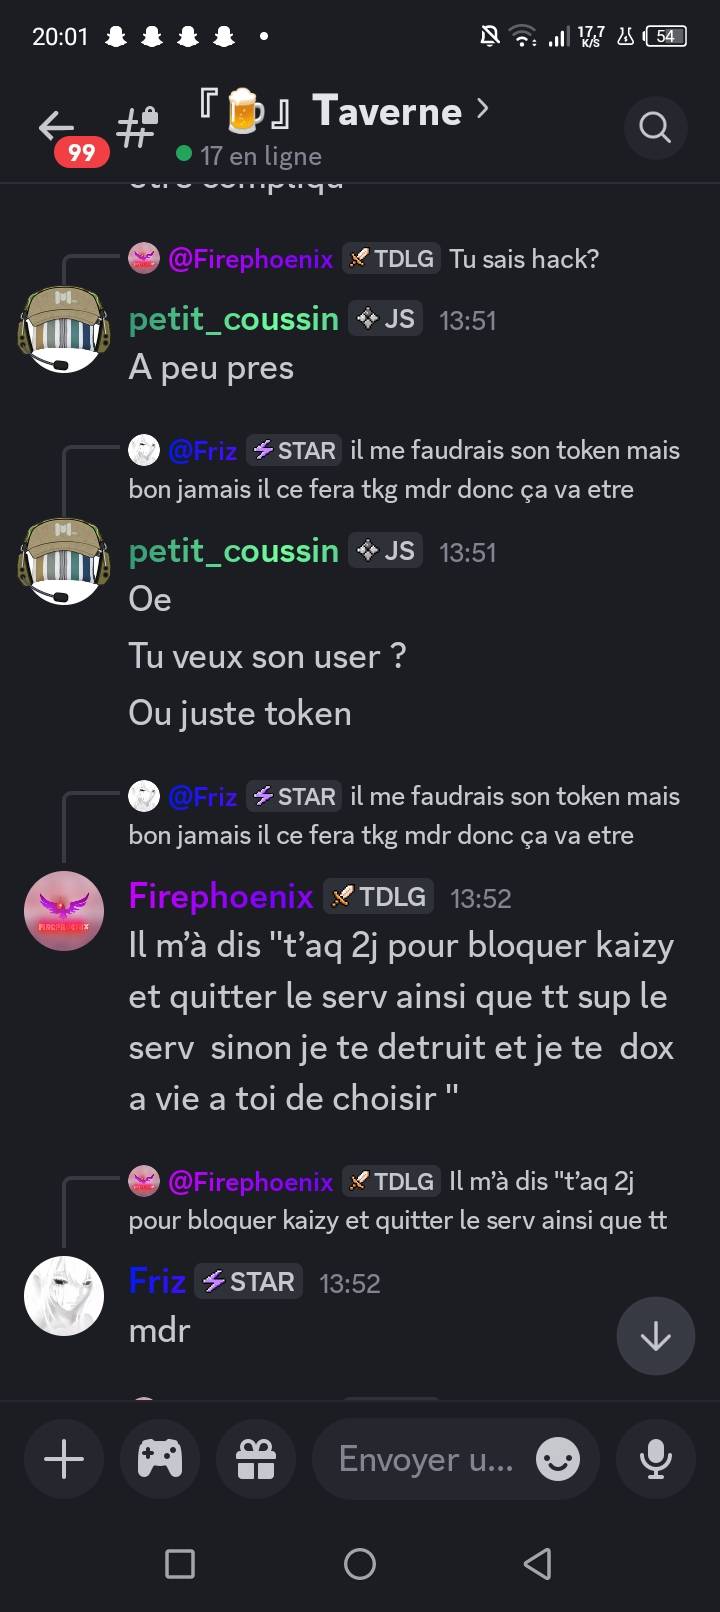 20:01
17,7
K/S
54
99
#
『🍺』 Taverne
17 en ligne
être compliqu
@Firephoenix TDLG Tu sais hack?
petit_coussin JS 13:51
A peu pres
@Friz STAR il me faudrais son token mais
bon jamais il ce fera tkg mdr donc ça va etre
petit_coussin JS 13:51
Oe
Tu veux son user ?
Ou juste token
@Friz STAR il me faudrais son token mais
bon jamais il ce fera tkg mdr donc ça va etre
Firephoenix TDLG 13:52
Il m’à dis "t’aq 2j pour bloquer kaizy
et quitter le serv ainsi que tt sup le
serv  sinon je te detruit et je te  dox
a vie a toi de choisir "
@Firephoenix TDLG Il m’à dis "t’aq 2j
pour bloquer kaizy et quitter le serv ainsi que tt
Friz STAR 13:52
mdr
Envoyer u...